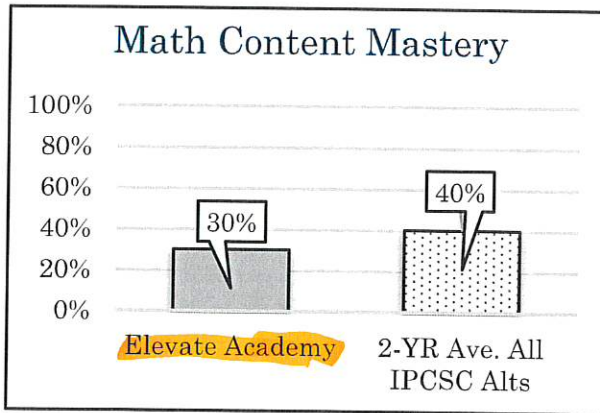 Math Content Mastery
100%
80%
60%
40%
20%
0%
30%
40%
Elevate Academy
2-YR Ave. All
IPCSC Alts